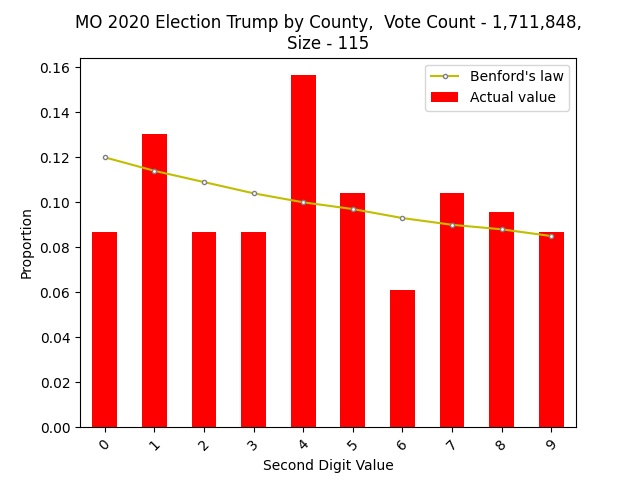 MO 2020 Election Trump by County,  Vote Count - 1,711,848,
Size - 115
Benford's law
Actual value
0.16
0.14
0.12
0.10
0.08
0.06
0.04
0.02
0.00
Proportion
0 1 2 3 4 5 6 7 8 9
Second Digit Value